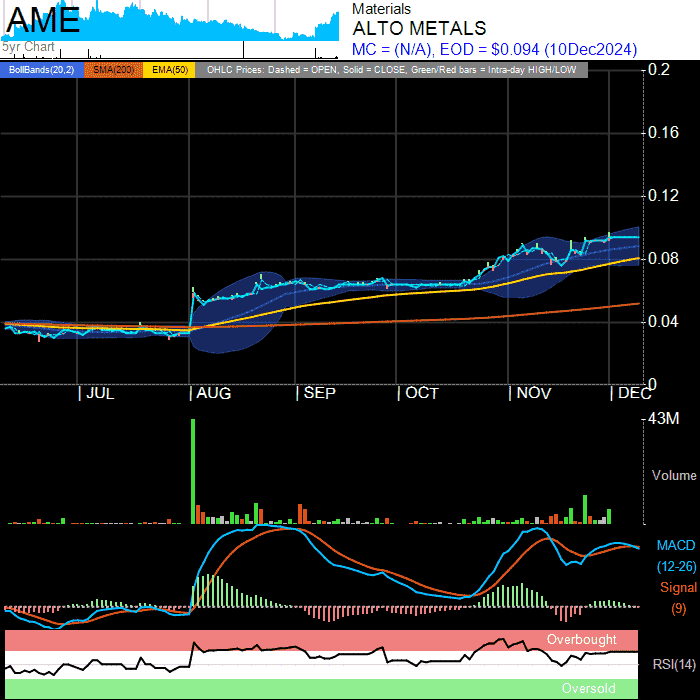 AME
5yr Chart
Materials
ALTO METALS
MC = (N/A), EOD = $0.094 (10Dec2024)
BollBands(20,2) SMA(200) EMA(50) OHLC Prices: Dashed = OPEN, Solid = CLOSE, Green/Red bars = Intra-day HIGH/LOW
0.2
0.16
0.12
0.08
0.04
0
JUL AUG SEP OCT NOV DEC
43M
Volume
MACD
(12-26)
Signal
(9)
Overbought
RSI(14)
Oversold